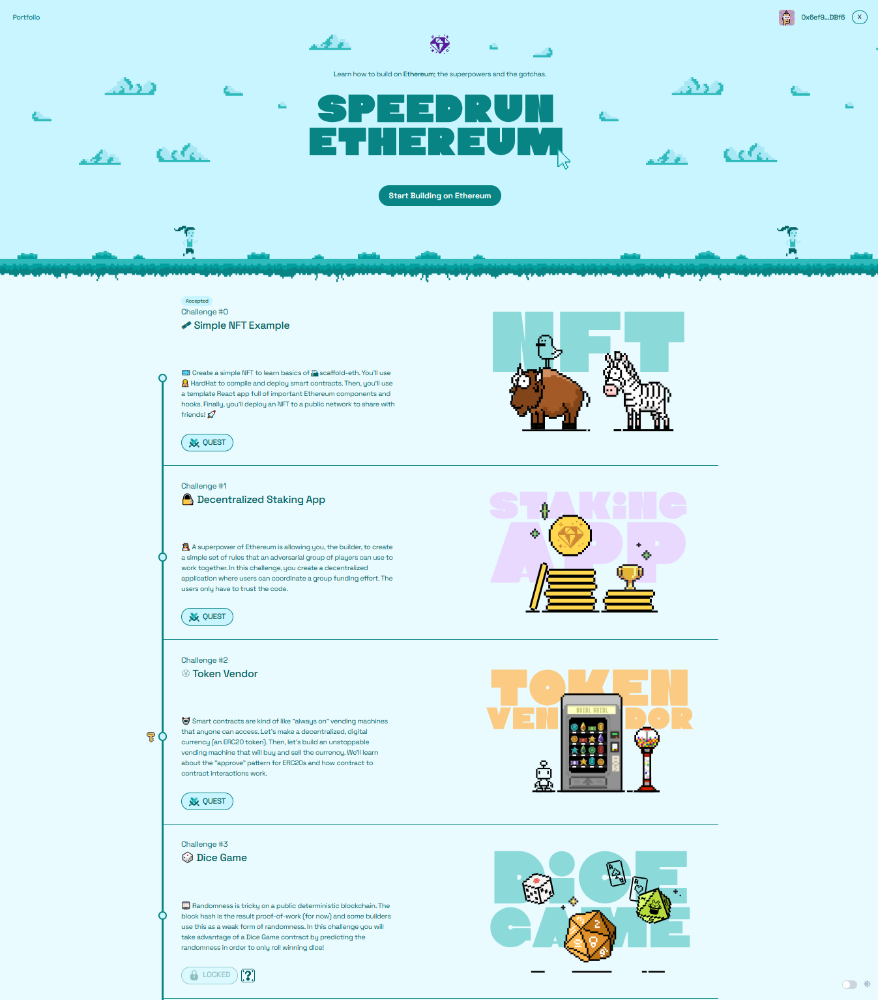 Portfolio
0x6ef9...DBf6
X
Learn how to build on Ethereum; the superpowers and the gotchas.
SPEEDRUN
ETHEREUM
Start Building on Ethereum
Accepted
Challenge #0
Simple NFT Example
Create a simple NFT to learn basics of scaffold-eth. You'll use
HardHat to compile and deploy smart contracts. Then, you'll use
a template React app full of important Ethereum components and
hooks. Finally, you'll deploy an NFT to a public network to share with
friends!
QUEST
NFT
Challenge #1
Decentralized Staking App
A superpower of Ethereum is allowing you, the builder, to create
a simple set of rules that an adversarial group of players can use to
work together. In this challenge, you create a decentralized
application where users can coordinate a group funding effort. The
users only have to trust the code.
QUEST
STAKiNG
APP
Challenge #2
Token Vendor
Smart contracts are kind of like "always on" vending machines
that anyone can access. Let's make a decentralized, digital
currency (an ERC20 token). Then, let's build an unstoppable
vending machine that will buy and sell the currency. We'll learn
about the "approve" pattern for ERC20s and how contract to
contract interactions work.
QUEST
TOKEN
VENDOR
Challenge #3
Dice Game
Randomness is tricky on a public deterministic blockchain. The
block hash is the result proof-of-work (for now) and some builders
use this as a weak form of randomness. In this challenge you will
take advantage of a Dice Game contract by predicting the
randomness in order to only roll winning dice!
LOCKED
?
DiCE
GAME